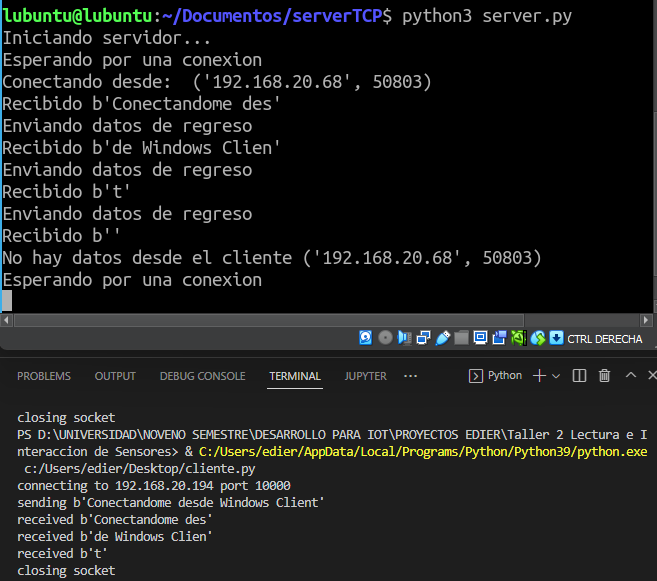 lubuntu@lubuntu:~/Documentos/serverTCP$ python3 server.py
Iniciando servidor...
Esperando por una conexion
Conectando desde:  ('192.168.20.68', 50803)
Recibido b'Conectandome des'
Enviando datos de regreso
Recibido b'de Windows Clien'
Enviando datos de regreso
Recibido b't'
Enviando datos de regreso
Recibido b''
No hay datos desde el cliente ('192.168.20.68', 50803)
Esperando por una conexion
CTRL DERECHA
PROBLEMS OUTPUT DEBUG CONSOLE TERMINAL JUPYTER ··· Python
closing socket
PS D:\UNIVERSIDAD\NOVENO SEMESTRE\DESARROLLO PARA IOT\PROYECTOS EDIER\Taller 2 Lectura e I
nteraccion de Sensores> & C:/Users/edier/AppData/Local/Programs/Python/Python39/python.exe
c:/Users/edier/Desktop/cliente.py
connecting to 192.168.20.194 port 10000
sending b'Conectandome desde Windows Client'
received b'Conectandome des'
received b'de Windows Clien'
received b't'
closing socket